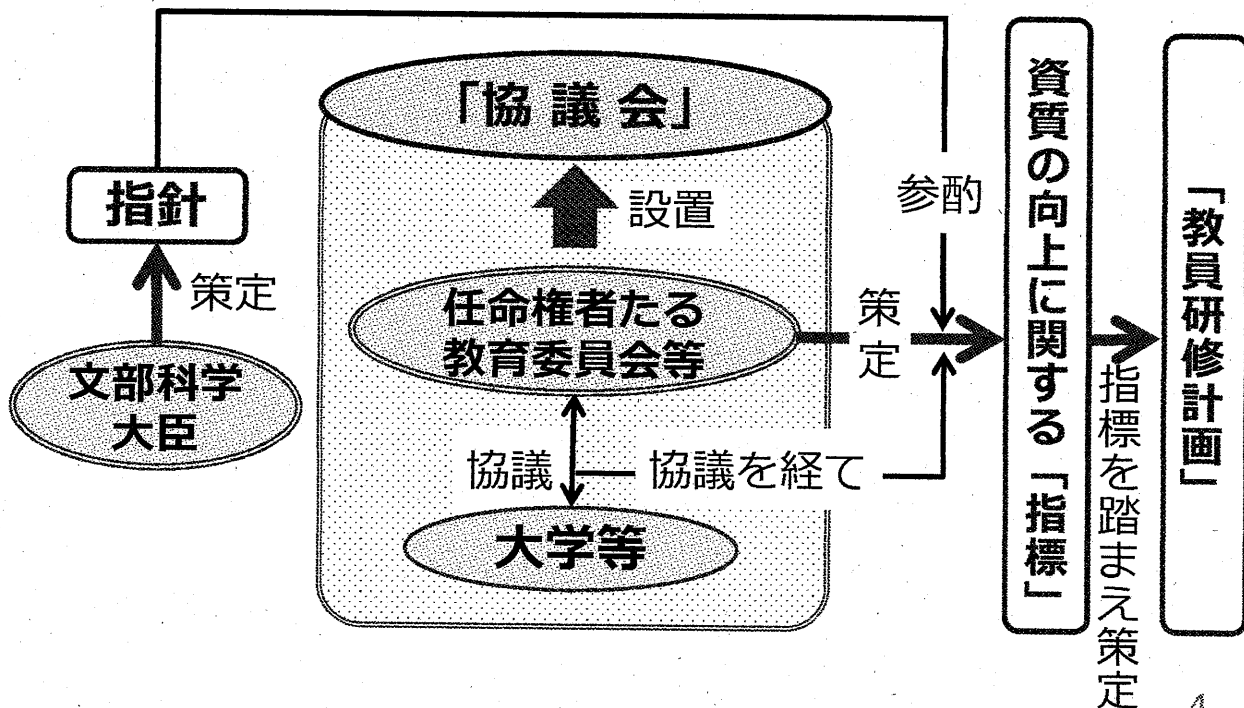 「協議会」
設置
指針
策定
文部科学
大臣
任命権者たる
教育委員会等
協議
協議を経て
大学等
参酌
策定
資質の向上に関する「指標」
指標を踏まえ策定
「教員研修計画」
4